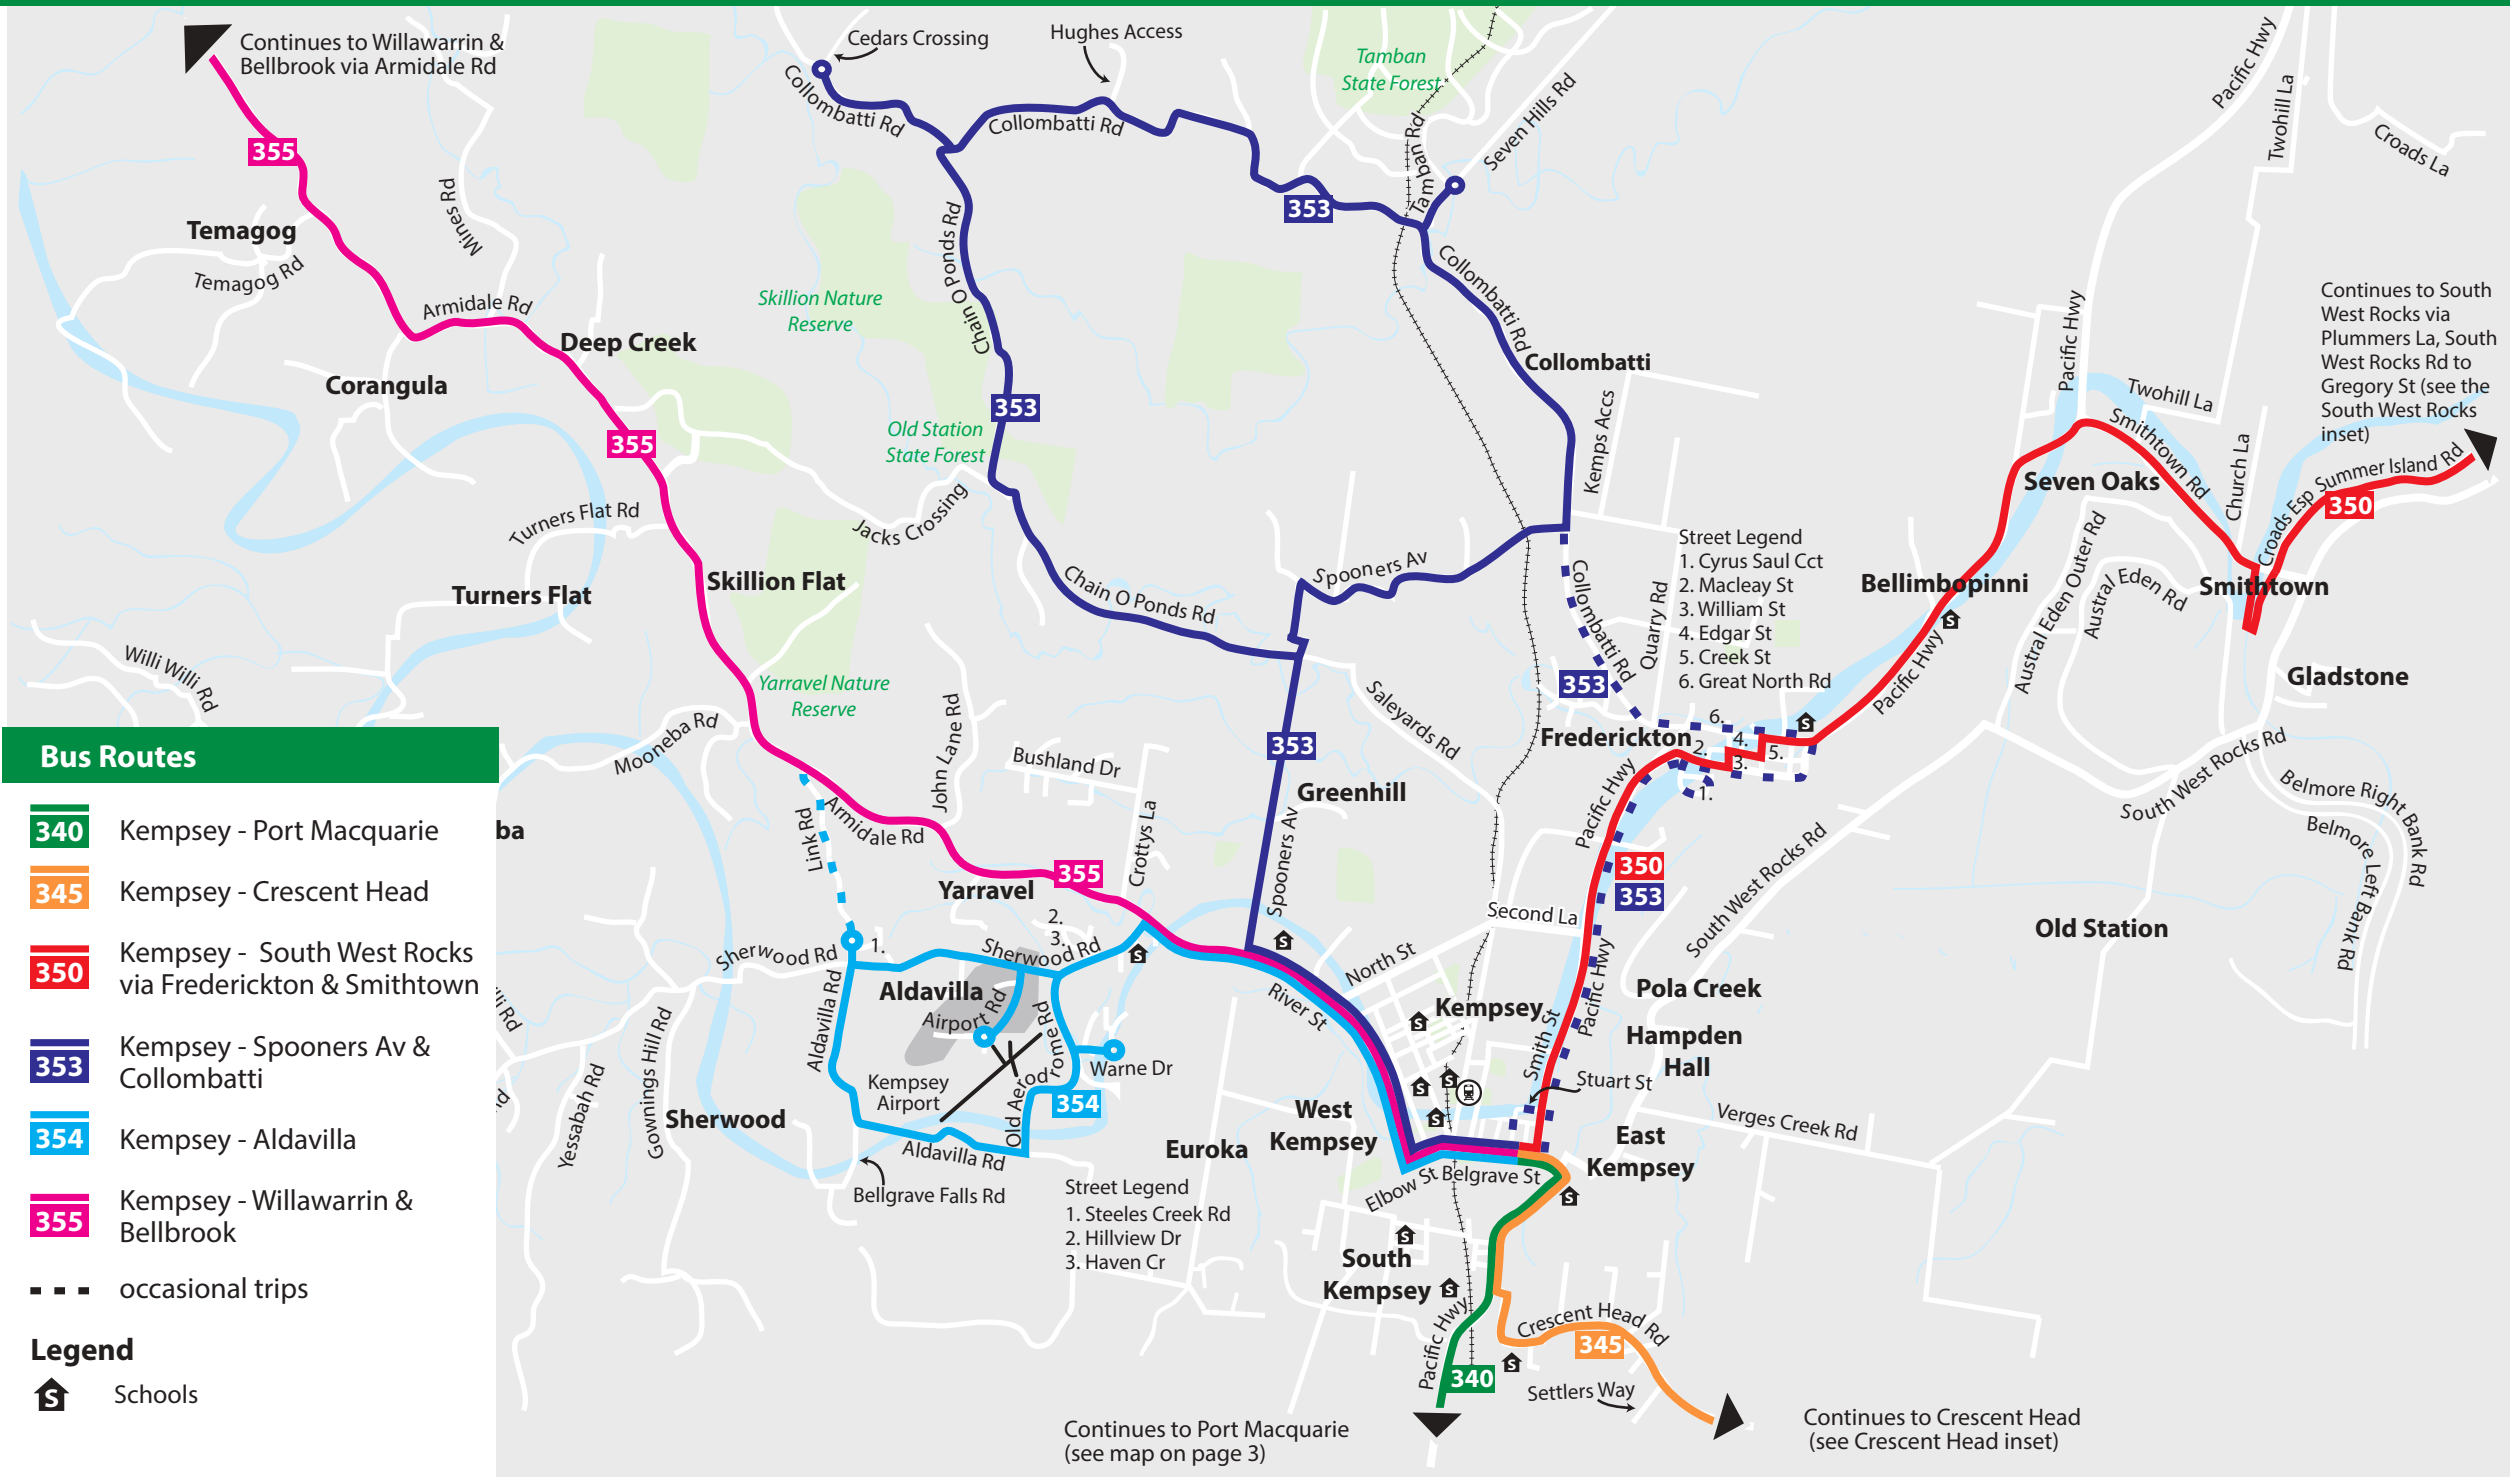 Continues to Willawarrin &
Bellbrook via Armidale Rd
Cedars Crossing
Hughes Access
Tamban
State Forest
Pacific Hwy
Twohill La
Croads La
Collombatti Rd
Collombatti Rd
Tamban Rd
Seven Hills Rd
355
353
Temagog
Temagog Rd
Mines Rd
Armidale Rd
Deep Creek
Corangula
Skillion Nature
Reserve
Chain O Ponds Rd
Collombatti Rd
Collombatti
Kemps Accs
Pacific Hwy
Twohill La
Continues to South
West Rocks via
Plummers La, South
West Rocks Rd to
Gregory St (see the
South West Rocks
inset)
353
Old Station
State Forest
355
Jacks Crossing
Turners Flat Rd
Turners Flat
Skillion Flat
Smithtown Rd
Church La
Seven Oaks
Croads Esp
Summer Island Rd
350
Smithtown
Spooners Av
Chain O Ponds Rd
Collombatti Rd
Quarry Rd
Street Legend
1. Cyrus Saul Cct
2. Macleay St
3. William St
4. Edgar St
5. Creek St
6. Great North Rd
Bellimbopinni
Austral Eden Outer Rd
Austral Eden Rd
Gladstone
Willi Willi Rd
Yarravel Nature
Reserve
Mooneba Rd
John Lane Rd
Bushland Dr
353
353
Saleyards Rd
Frederickton
6.
2.
4.
3.
5.
1.
Pacific Hwy
South West Rocks Rd
Belmore Right Bank Rd
Belmore Left Bank Rd
Greenhill
Link Rd
Armidale Rd
Crottys La
Spooners Av
Pacific Hwy
ba
355
Yarravel
350
353
South West Rocks Rd
Second La
Old Station
2.
3.
1.
Sherwood Rd
Sherwood Rd
North St
Pacific Hwy
Aldavilla
Aldavilla Rd
Airport Rd
River St
Kempsey
Pola Creek
Hampden
Hall
Smith St
lli Rd
Gownings Hill Rd
Yessabah Rd
Kempsey
Airport
Old Aerodrome Rd
Warne Dr
354
Stuart St
Verges Creek Rd
Sherwood
West
Kempsey
East
Kempsey
Euroka
Aldavilla Rd
Bellgrave Falls Rd
Elbow St
Belgrave St
Street Legend
1. Steeles Creek Rd
2. Hillview Dr
3. Haven Cr
South
Kempsey
Pacific Hwy
Crescent Head Rd
345
340
Settlers Way
Continues to Port Macquarie
(see map on page 3)
Continues to Crescent Head
(see Crescent Head inset)
Bus Routes
340 Kempsey - Port Macquarie
345 Kempsey - Crescent Head
350 Kempsey - South West Rocks
via Frederickton & Smithtown
353 Kempsey - Spooners Av &
Collombatti
354 Kempsey - Aldavilla
355 Kempsey - Willawarrin &
Bellbrook
occasional trips
Legend
S Schools